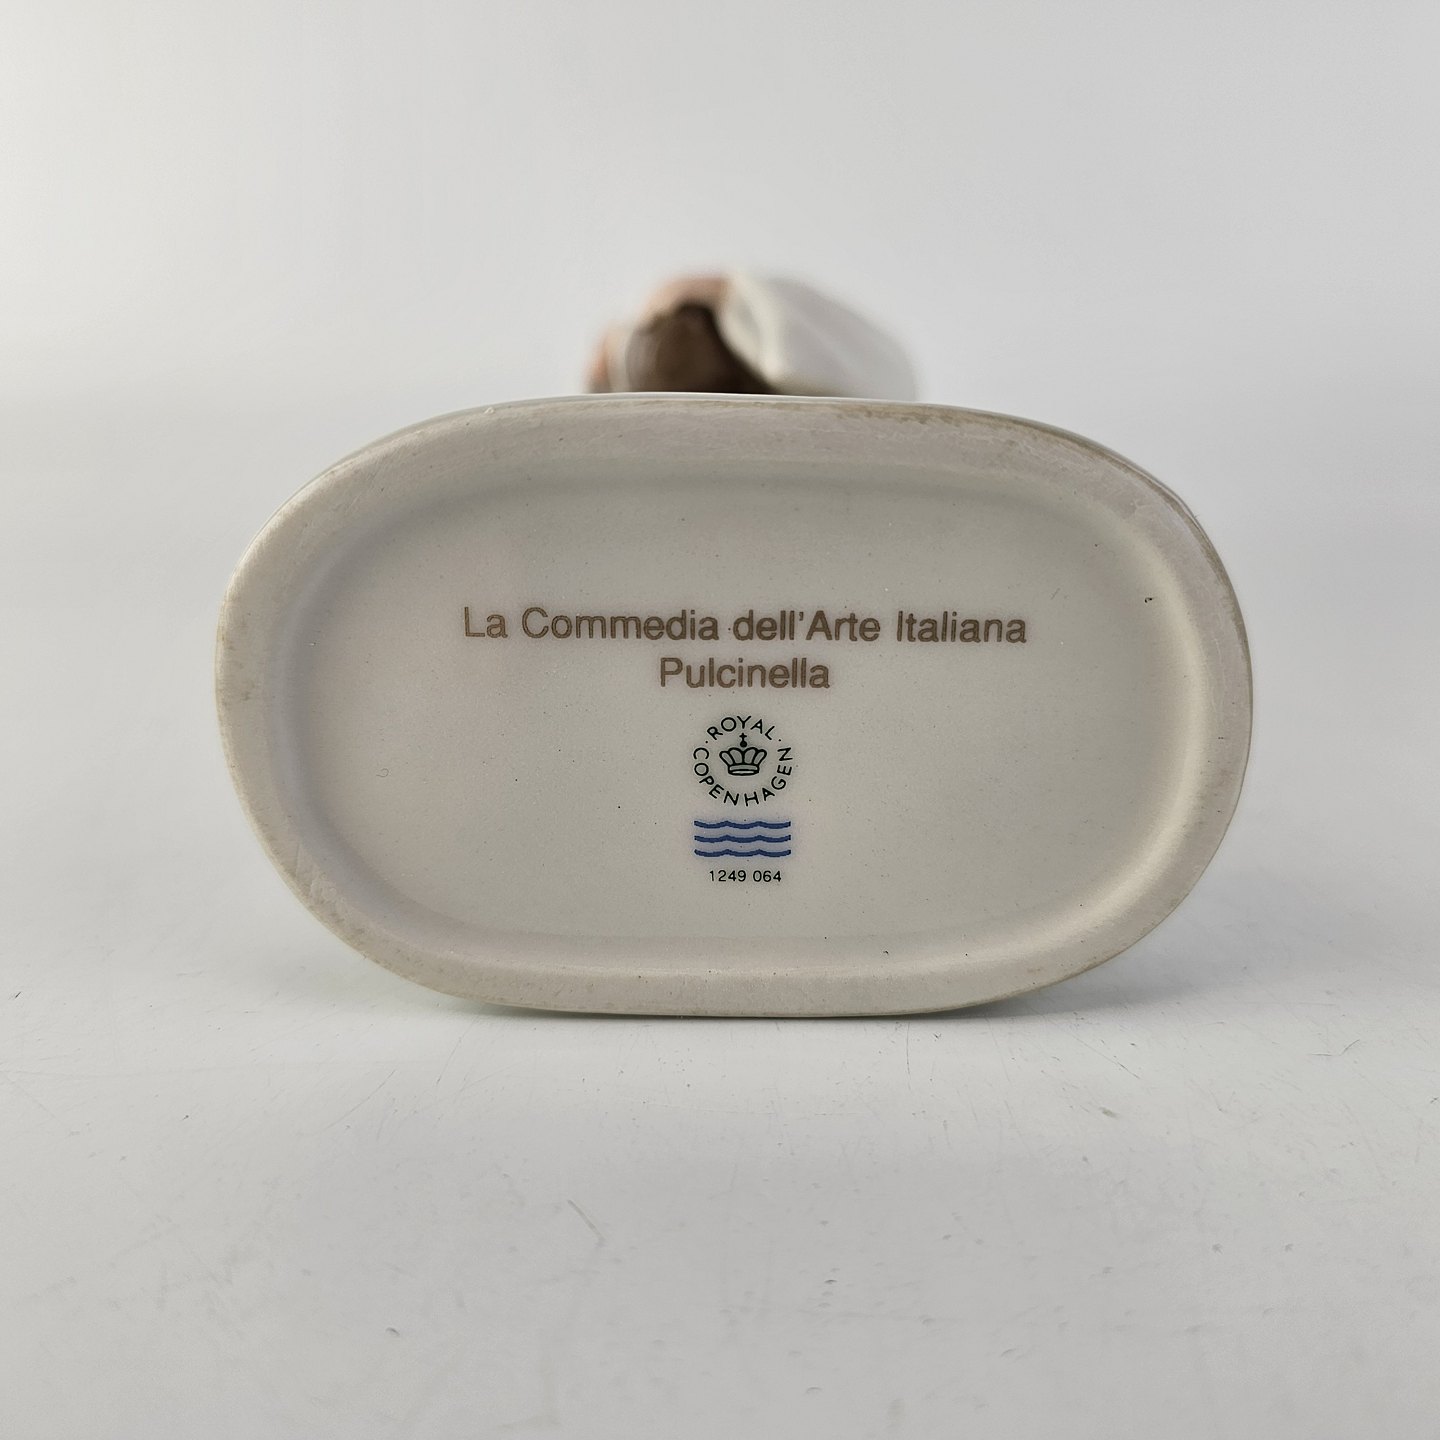 La Commedia dell'Arte Italiana
Pulcinella
ROYAL
COPENHAGEN
1249 064